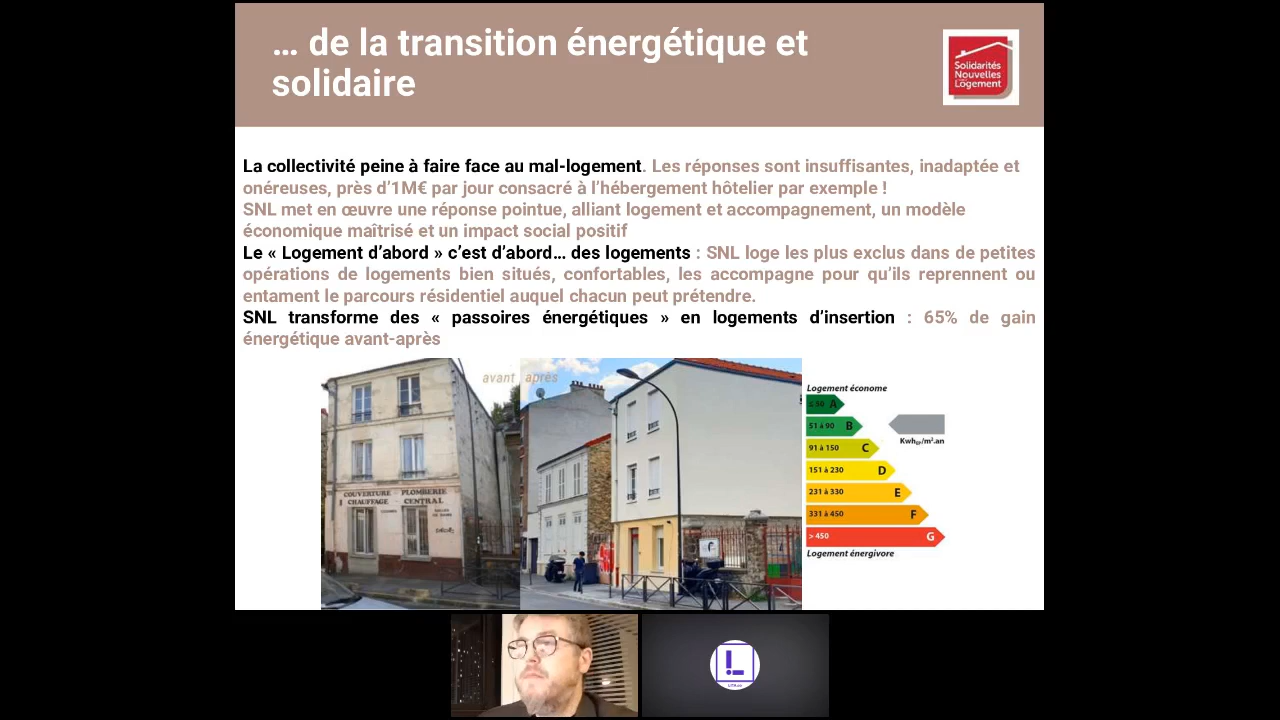 ... de la transition énergétique et
solidaire
Solidarités
Nouvelles
Logement
La collectivité peine à faire face au mal-logement. Les réponses sont insuffisantes, inadaptée et
onéreuses, près d'1M€ par jour consacré à l'hébergement hôtelier par exemple !
SNL met en œuvre une réponse pointue, alliant logement et accompagnement, un modèle
économique maîtrisé et un impact social positif
Le « Logement d'abord » c'est d'abord... des logements : SNL loge les plus exclus dans de petites
opérations de logements bien situés, confortables, les accompagne pour qu'ils reprennent ou
entament le parcours résidentiel auquel chacun peut prétendre.
SNL transforme des « passoires énergétiques » en logements d'insertion : 65% de gain
énergétique avant-après
avant après
COUVERTURE - PLOMBERIE
CHAUFFAGE - CENTRAL
Logement économe
≤ 50 A
51 à 90 B
91 à 150 C
151 à 230 D
231 à 330 E
331 à 450 F
> 450 G
KwhEP/m².an
Logement énergivore